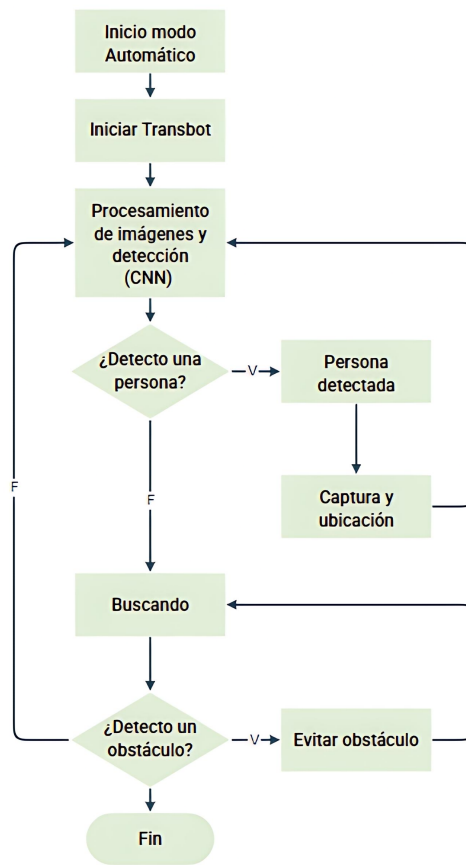 Inicio modo
Automático
Iniciar Transbot
Procesamiento
de imágenes y
detección
(CNN)
¿Detecto una
persona?
V
Persona
detectada
Captura y
ubicación
F
F
Buscando
¿Detecto un
obstáculo?
V
Evitar obstáculo
Fin